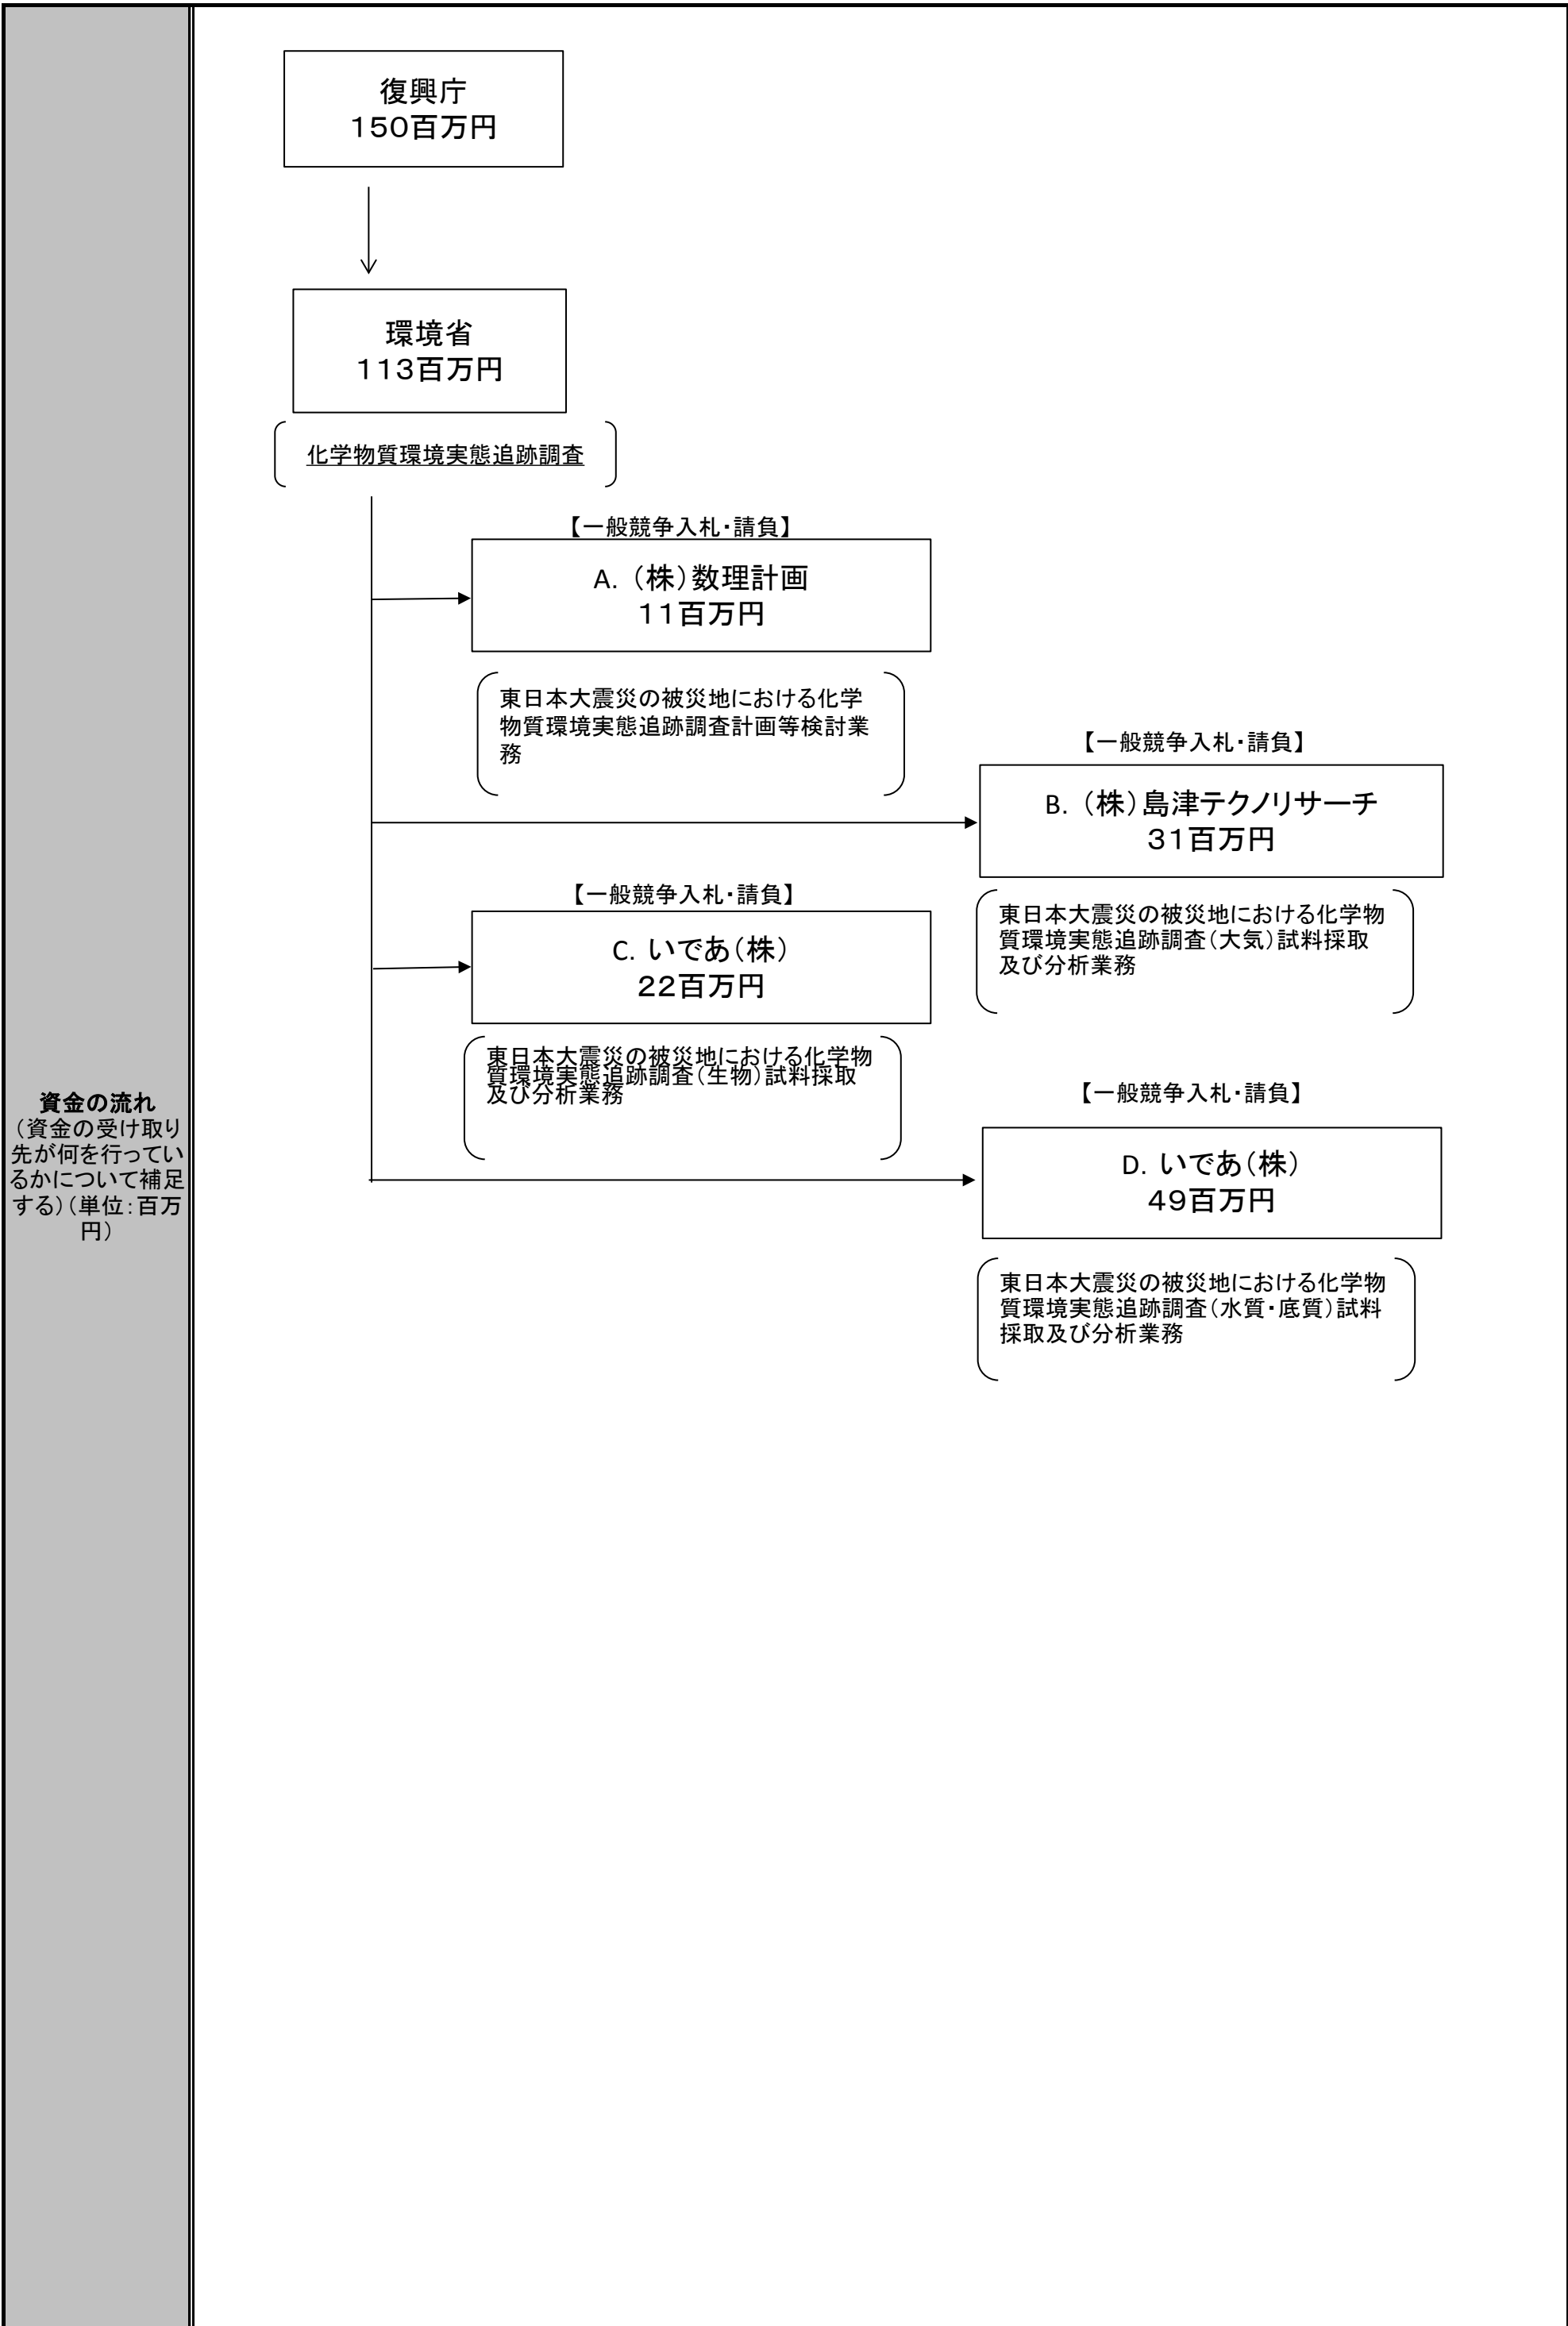 資金の流れ
（資金の受け取り
先が何を行ってい
るかについて補足
する）（単位：百万
円）
復興庁
１５０百万円
環境省
１１３百万円
化学物質環境実態追跡調査
【一般競争入札・請負】
A. （株）数理計画
１１百万円
東日本大震災の被災地における化学
物質環境実態追跡調査計画等検討業
務
【一般競争入札・請負】
B. （株）島津テクノリサーチ
３１百万円
東日本大震災の被災地における化学物
質環境実態追跡調査（大気）試料採取
及び分析業務
【一般競争入札・請負】
C. いであ（株）
２２百万円
東日本大震災の被災地における化学物
質環境実態追跡調査（生物）試料採取
及び分析業務
【一般競争入札・請負】
D. いであ（株）
４９百万円
東日本大震災の被災地における化学物
質環境実態追跡調査（水質・底質）試料
採取及び分析業務